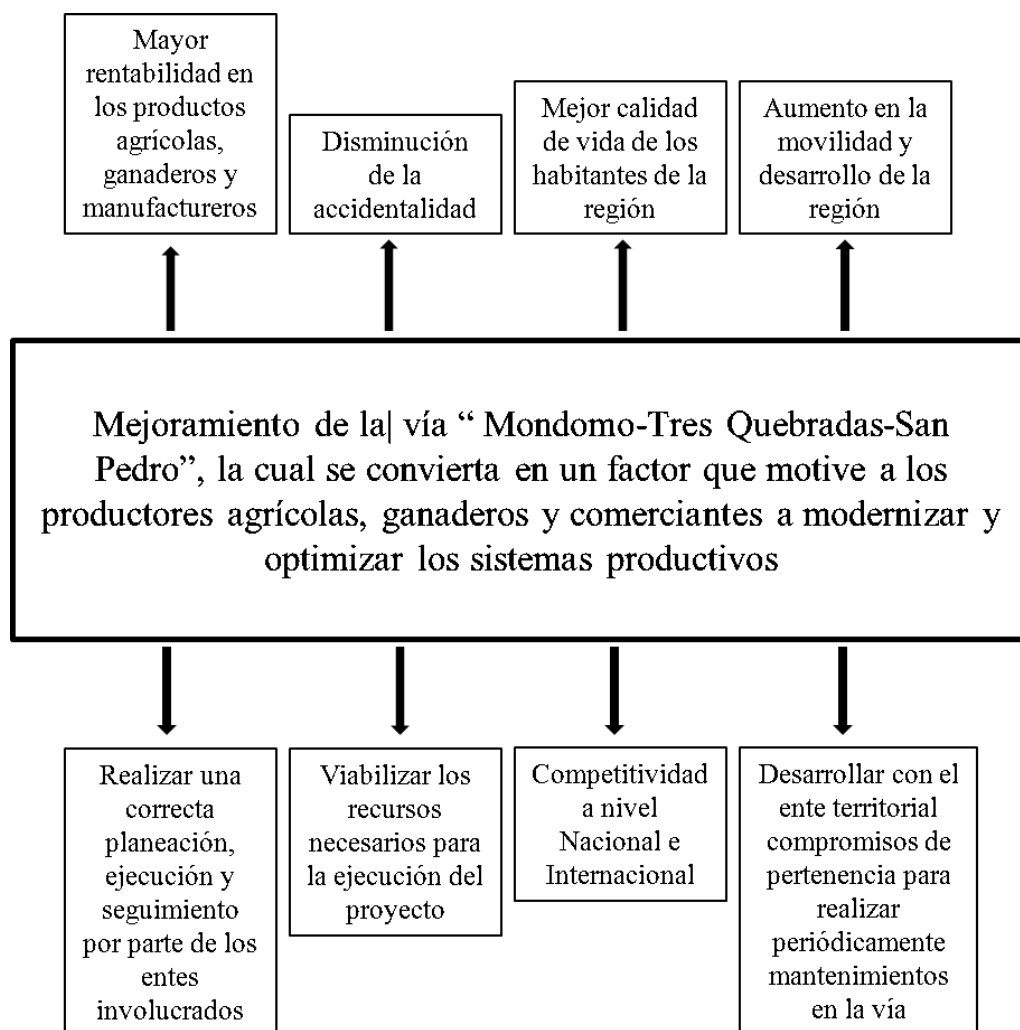 Mayor
rentabilidad en
los productos
agrícolas,
ganaderos y
manufactureros
Disminución
de la
accidentalidad
Mejor calidad
de vida de los
habitantes de la
región
Aumento en la
movilidad y
desarrollo de la
región
Mejoramiento de la| vía “ Mondomo-Tres Quebradas-San
Pedro”, la cual se convierta en un factor que motive a los
productores agrícolas, ganaderos y comerciantes a modernizar y
optimizar los sistemas productivos
Realizar una
correcta
planeación,
ejecución y
seguimiento
por parte de los
entes
involucrados
Viabilizar los
recursos
necesarios para
la ejecución del
proyecto
Competitividad
a nivel
Nacional e
Internacional
Desarrollar con el
ente territorial
compromisos de
pertenencia para
realizar
periódicamente
mantenimientos
en la vía